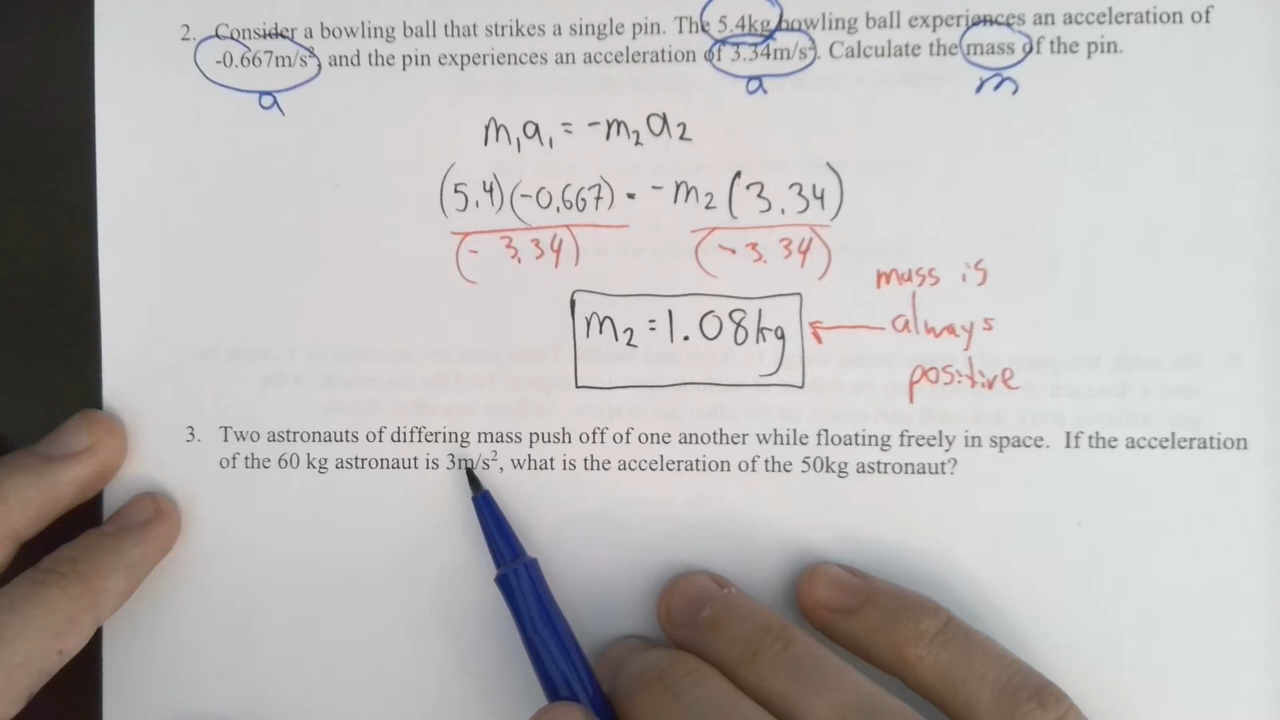 2. Consider a bowling ball that strikes a single pin. The 5.4kg bowling ball experiences an acceleration of
-0.667m/s², and the pin experiences an acceleration of 3.34m/s². Calculate the mass of the pin.
a a m
m₁a₁ = -m₂a₂
(5.4)(-0.667) = -m₂(3.34)
(-3.34) (-3.34)
mass is
m₂ = 1.08kg always
positive
3. Two astronauts of differing mass push off of one another while floating freely in space. If the acceleration
of the 60 kg astronaut is 3m/s², what is the acceleration of the 50kg astronaut?